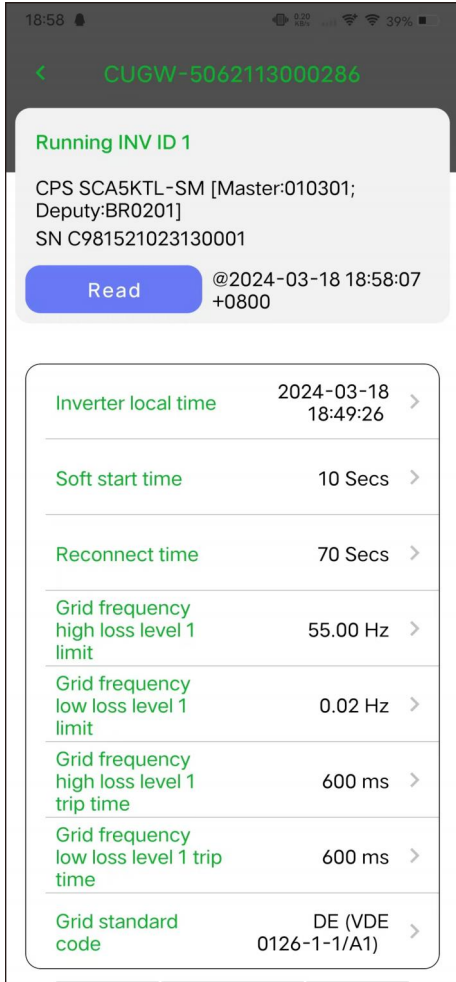 18:58 0.20 KB/s 39%
CUGW-5062113000286
Running INV ID 1
CPS SCA5KTL-SM [Master:010301;
Deputy:BR0201]
SN C981521023130001
Read
@2024-03-18 18:58:07
+0800
Inverter local time
2024-03-18
18:49:26
Soft start time
10 Secs
Reconnect time
70 Secs
Grid frequency
high loss level 1
limit
55.00 Hz
Grid frequency
low loss level 1
limit
0.02 Hz
Grid frequency
high loss level 1
trip time
600 ms
Grid frequency
low loss level 1 trip
time
600 ms
Grid standard
code
DE (VDE
0126-1-1/A1)